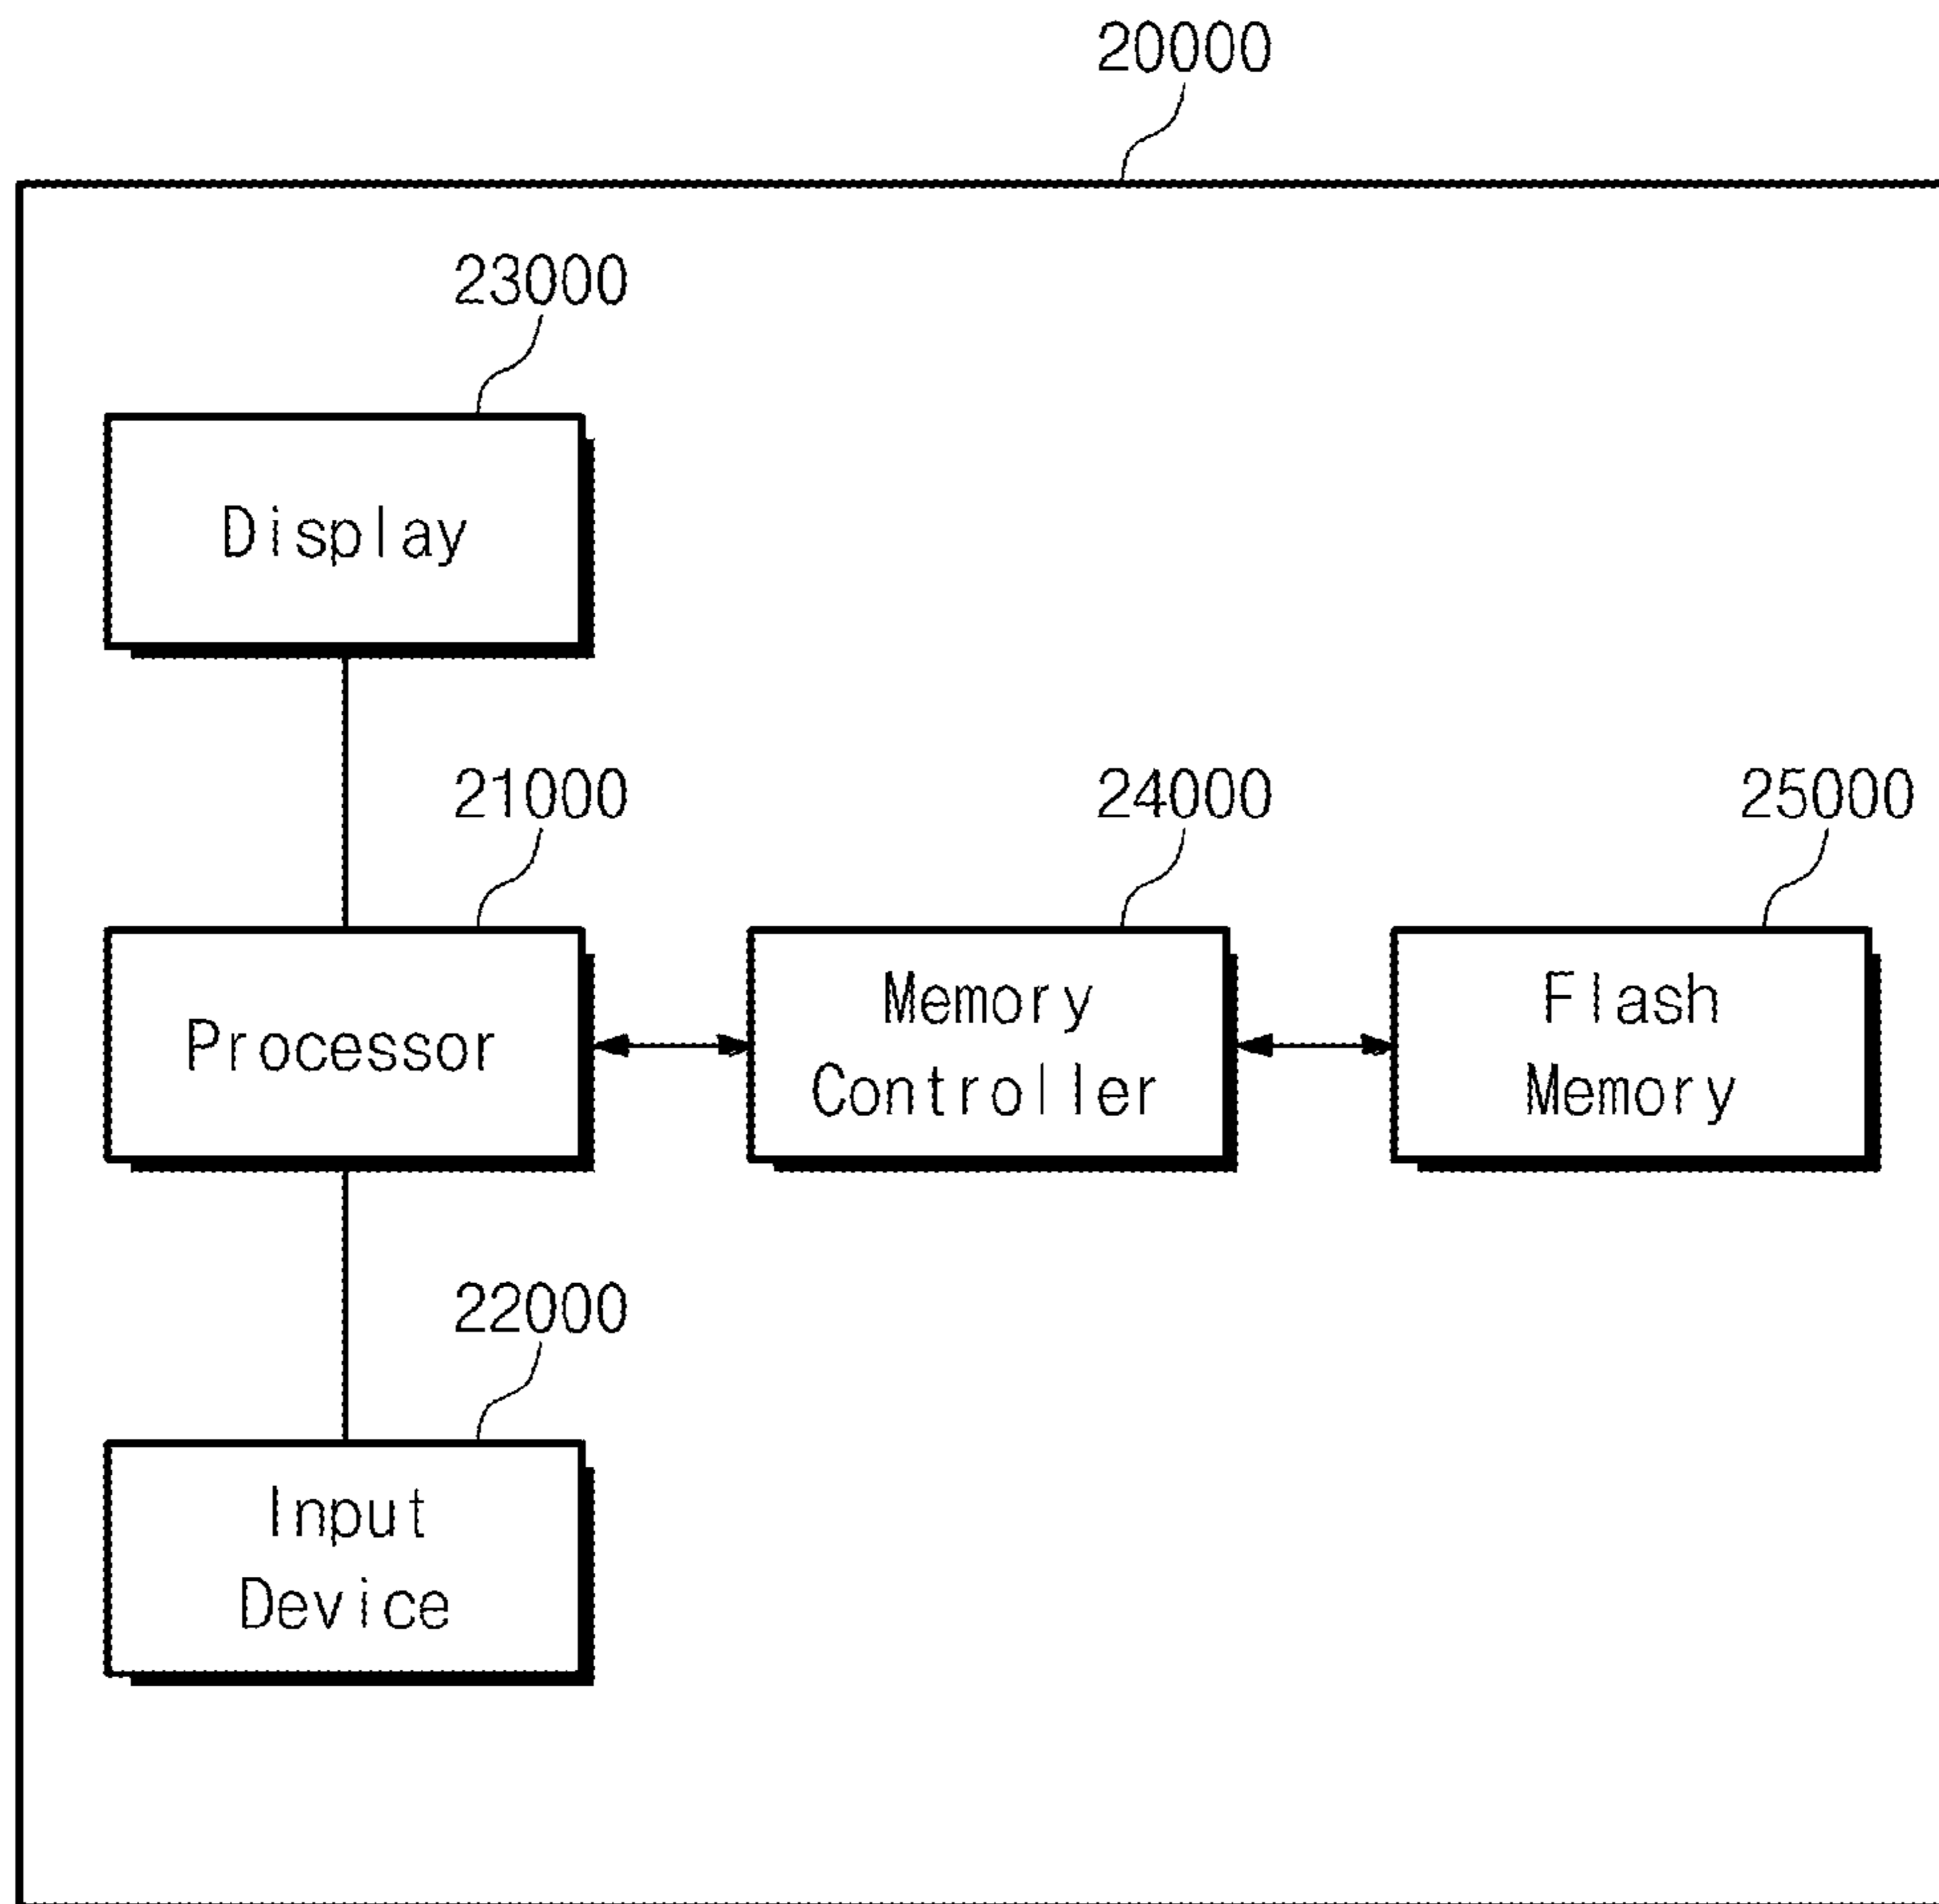 20000
23000
Display
21000
24000
25000
Processor
Memory
Controller
Flash
Memory
22000
Input
Device